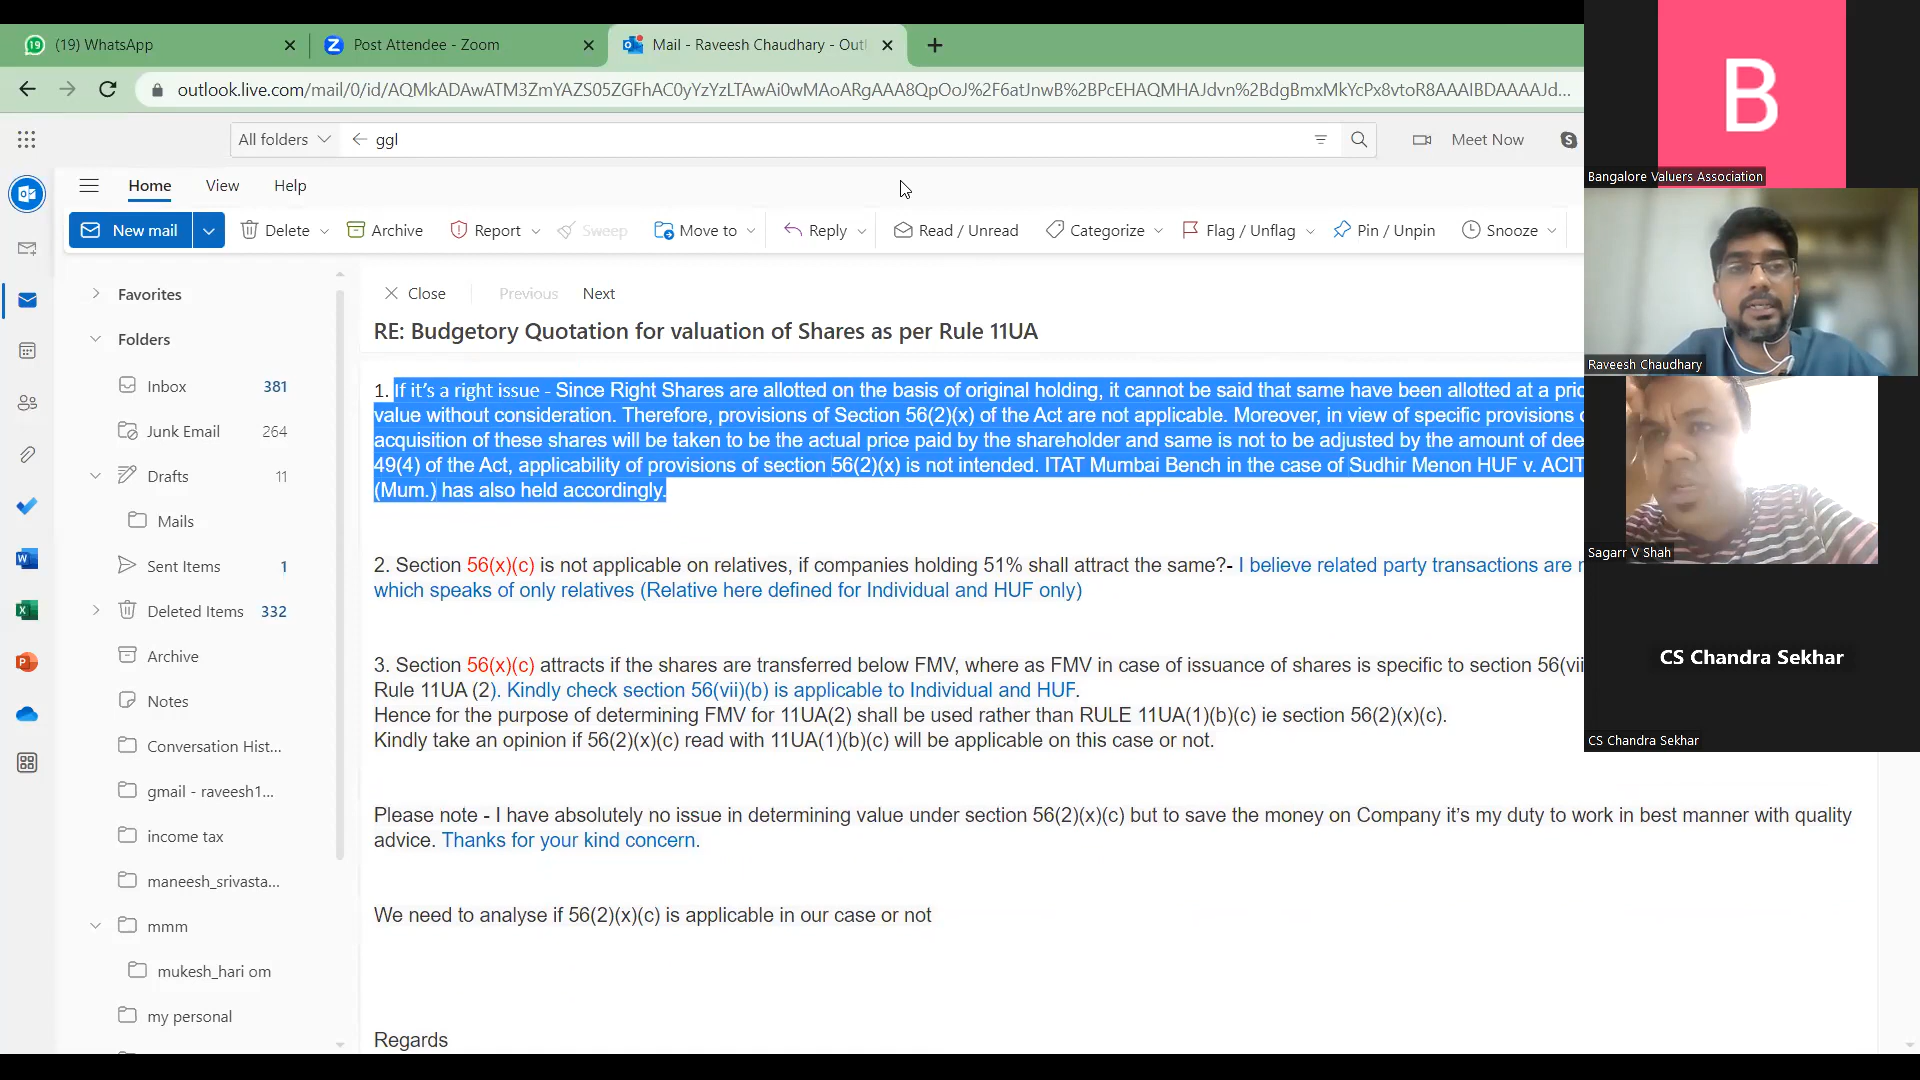 (19) WhatsApp
Post Attendee - Zoom
Mail - Raveesh Chaudhary - Outl
outlook.live.com/mail/0/id/AQMkADAwATM3ZmYAZS05ZGFhAC0yYzYzLTAwAi0wMAoARgAAA8QpOoJ%2F6atJnwB%2BPcEHAQMHAJdvn%2BdgBmxMkYcPx8vtoR8AAAIBDAAAAJd...
All folders
ggl
Meet Now
Home View Help
New mail
Delete
Archive
Report
Sweep
Move to
Reply
Read / Unread
Categorize
Flag / Unflag
Pin / Unpin
Snooze
Favorites
Folders
Inbox 381
Junk Email 264
Drafts 11
Mails
Sent Items 1
Deleted Items 332
Archive
Notes
Conversation Hist...
gmail - raveesh1...
income tax
maneesh_srivasta...
mmm
mukesh_hari om
my personal
Close Previous Next
RE: Budgetory Quotation for valuation of Shares as per Rule 11UA
1. If it's a right issue - Since Right Shares are allotted on the basis of original holding, it cannot be said that same have been allotted at a pric
value without consideration. Therefore, provisions of Section 56(2)(x) of the Act are not applicable. Moreover, in view of specific provisions
acquisition of these shares will be taken to be the actual price paid by the shareholder and same is not to be adjusted by the amount of dee
49(4) of the Act, applicability of provisions of section 56(2)(x) is not intended. ITAT Mumbai Bench in the case of Sudhir Menon HUF v. ACIT
(Mum.) has also held accordingly.
2. Section 56(x)(c) is not applicable on relatives, if companies holding 51% shall attract the same?- I believe related party transactions are
which speaks of only relatives (Relative here defined for Individual and HUF only)
3. Section 56(x)(c) attracts if the shares are transferred below FMV, where as FMV in case of issuance of shares is specific to section 56(vii
Rule 11UA (2). Kindly check section 56(vii)(b) is applicable to Individual and HUF.
Hence for the purpose of determining FMV for 11UA(2) shall be used rather than RULE 11UA(1)(b)(c) ie section 56(2)(x)(c).
Kindly take an opinion if 56(2)(x)(c) read with 11UA(1)(b)(c) will be applicable on this case or not.
Please note - I have absolutely no issue in determining value under section 56(2)(x)(c) but to save the money on Company it's my duty to work in best manner with quality
advice. Thanks for your kind concern.
We need to analyse if 56(2)(x)(c) is applicable in our case or not
Regards
B
Bangalore Valuers Association
Raveesh Chaudhary
Sagarr V Shah
CS Chandra Sekhar
CS Chandra Sekhar